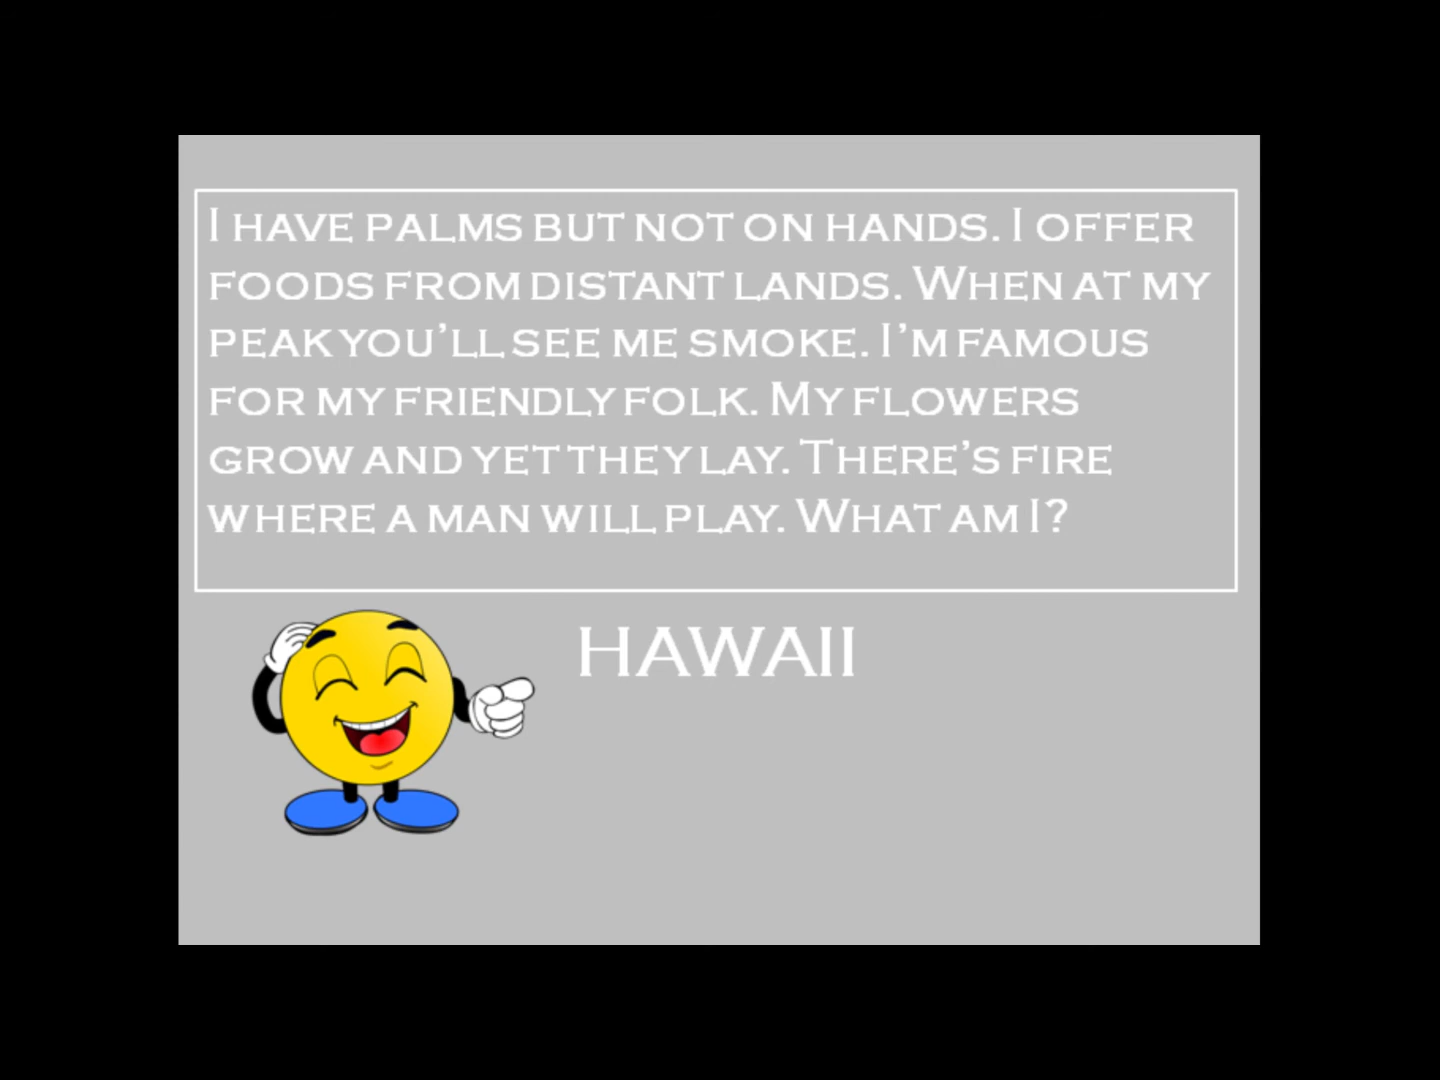 I HAVE PALMS BUT NOT ON HANDS. I OFFER
FOODS FROM DISTANT LANDS. WHEN AT MY
PEAK YOU'LL SEE ME SMOKE. I'M FAMOUS
FOR MY FRIENDLY FOLK. MY FLOWERS
GROW AND YET THEY LAY. THERE'S FIRE
WHERE A MAN WILL PLAY. WHAT AM I?
HAWAII